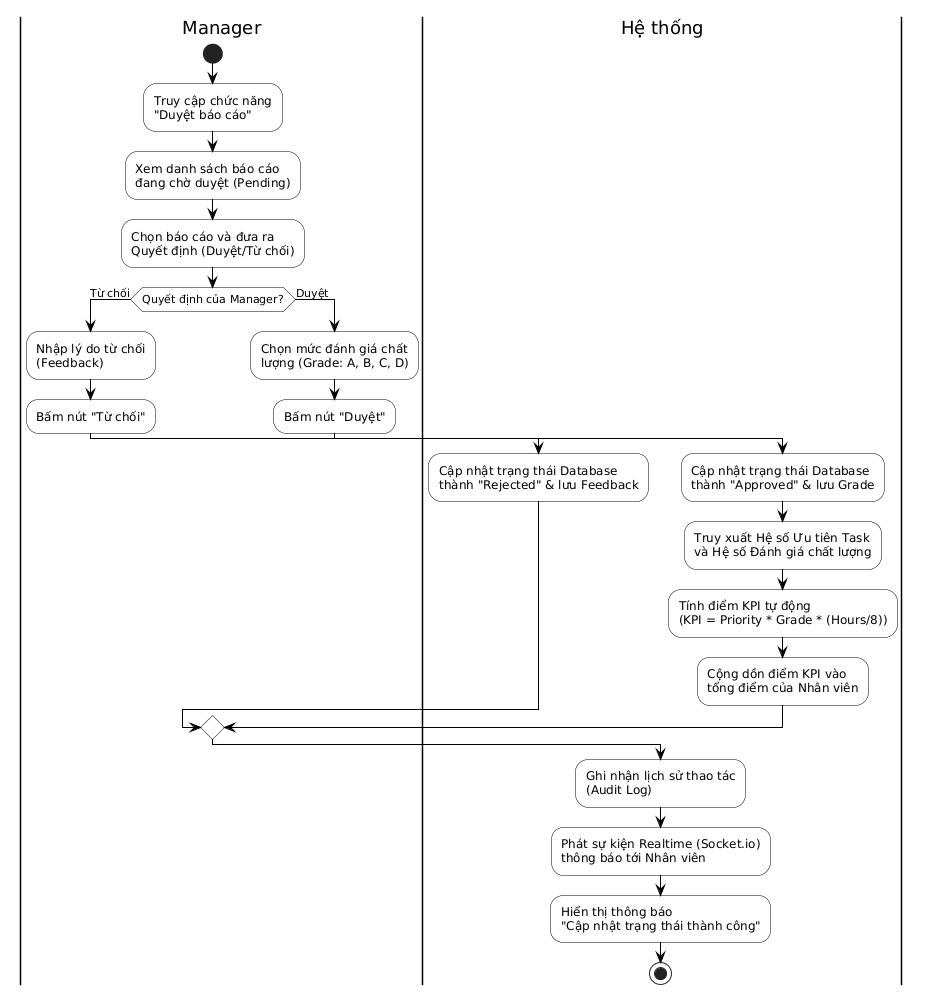 Manager
Hệ thống
Truy cập chức năng
"Duyệt báo cáo"
Xem danh sách báo cáo
đang chờ duyệt (Pending)
Chọn báo cáo và đưa ra
Quyết định (Duyệt/Từ chối)
Từ chối
Quyết định của Manager?
Duyệt
Nhập lý do từ chối
(Feedback)
Chọn mức đánh giá chất
lượng (Grade: A, B, C, D)
Bấm nút "Từ chối"
Bấm nút "Duyệt"
Cập nhật trạng thái Database
thành "Rejected" & lưu Feedback
Cập nhật trạng thái Database
thành "Approved" & lưu Grade
Truy xuất Hệ số Ưu tiên Task
và Hệ số Đánh giá chất lượng
Tính điểm KPI tự động
(KPI = Priority * Grade * (Hours/8))
Cộng dồn điểm KPI vào
tổng điểm của Nhân viên
Ghi nhận lịch sử thao tác
(Audit Log)
Phát sự kiện Realtime (Socket.io)
thông báo tới Nhân viên
Hiển thị thông báo
"Cập nhật trạng thái thành công"